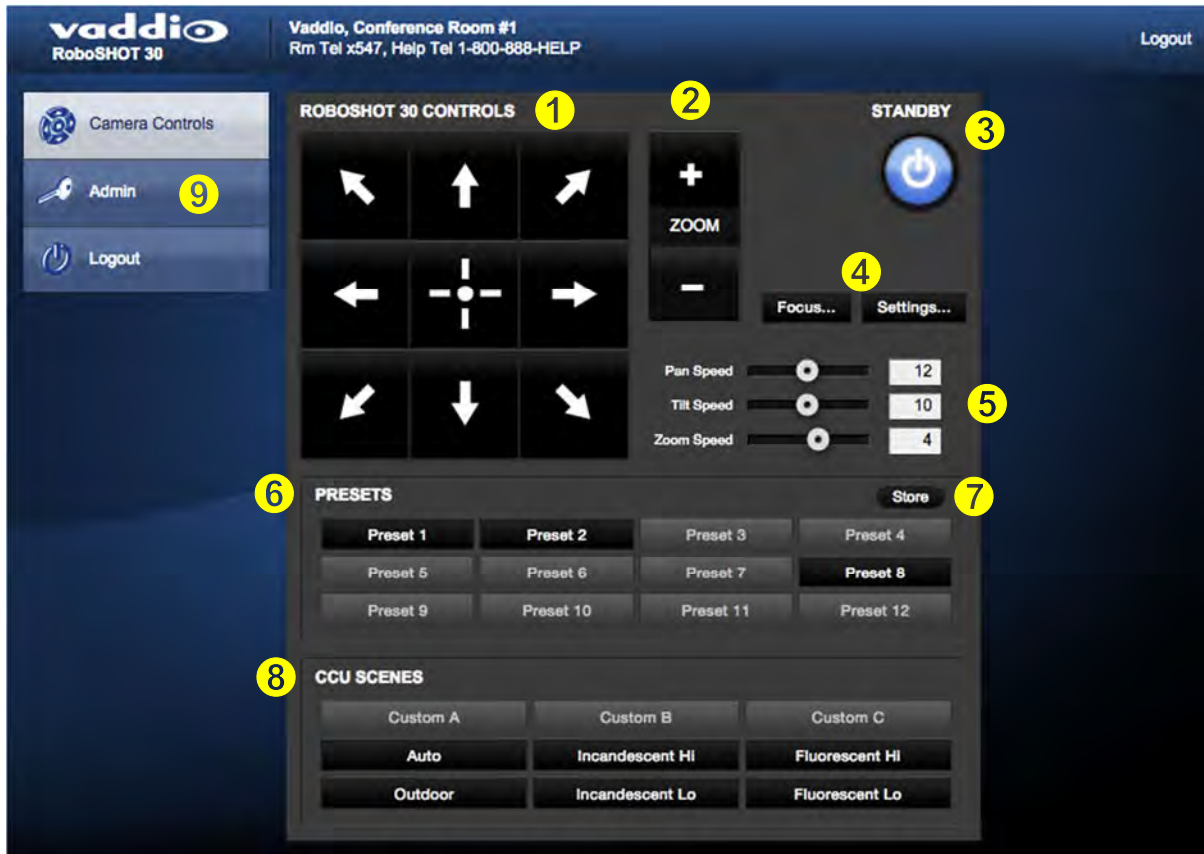 vaddio
RoboSHOT 30
Vaddio, Conference Room #1
Rm Tel x547, Help Tel 1-800-888-HELP
Logout
Camera Controls
Admin
9
Logout
ROBOSHOT 30 CONTROLS
1
2
STANDBY
3
+
ZOOM
-
4
Focus...
Settings...
Pan Speed
12
Tilt Speed
10
5
Zoom Speed
4
6
PRESETS
Store
7
Preset 1
Preset 2
Preset 3
Preset 4
Preset 5
Preset 6
Preset 7
Preset 8
Preset 9
Preset 10
Preset 11
Preset 12
8
CCU SCENES
Custom A
Custom B
Custom C
Auto
Incandescent Hi
Fluorescent Hi
Outdoor
Incandescent Lo
Fluorescent Lo